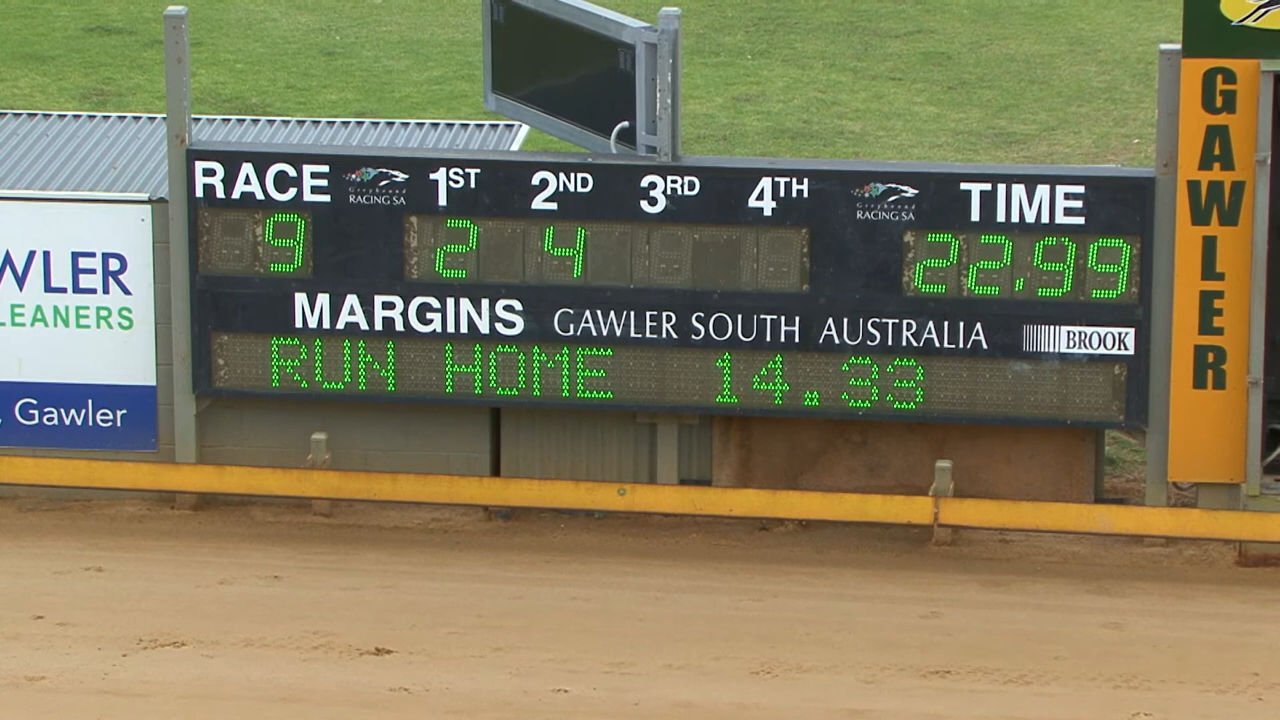 RACE 1ST 2ND 3RD 4TH TIME
Greyhound RACING SA
Greyhound RACING SA
9 2 4 22.99
MARGINS GAWLER SOUTH AUSTRALIA BROOK
RUN HOME 14.33
WLER
LEANERS
, Gawler
GAWLER